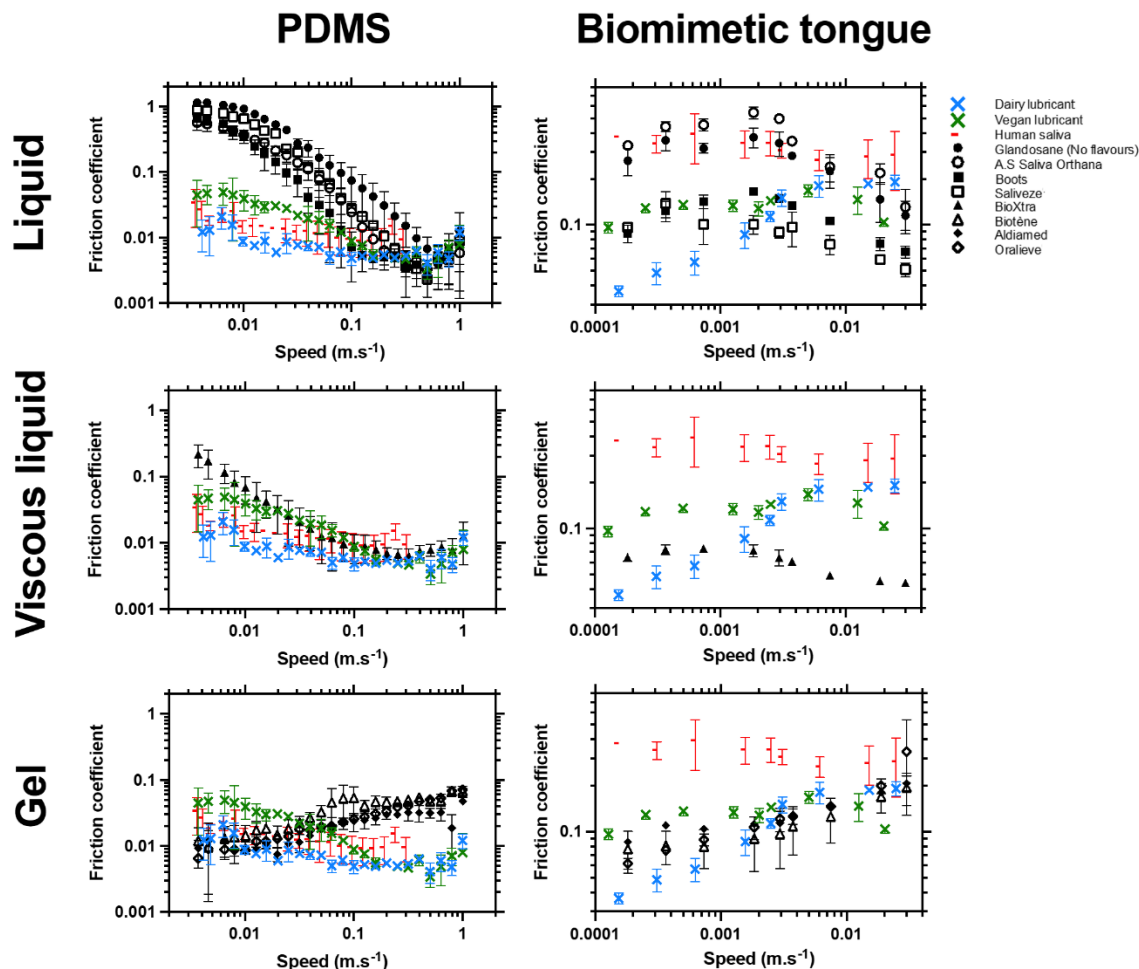 PDMS
Biomimetic tongue
Liquid
Friction coefficient
1
0.1
0.01
0.001
0.01
0.1
1
Speed (m.s⁻¹)
Friction coefficient
0.1
0.0001
0.001
0.01
Speed (m.s⁻¹)
Dairy lubricant
Vegan lubricant
Human saliva
Glandosane (No flavours)
A.S Saliva Orthana
Boots
Saliveze
BioXtra
Biotène
Aldiamed
Oralieve
Viscous liquid
Friction coefficient
1
0.1
0.01
0.001
0.01
0.1
1
Speed (m.s⁻¹)
Friction coefficient
0.1
0.0001
0.001
0.01
Speed (m.s⁻¹)
Gel
Friction coefficient
1
0.1
0.01
0.001
0.01
0.1
1
Speed (m.s⁻¹)
Friction coefficient
0.1
0.0001
0.001
0.01
Speed (m.s⁻¹)